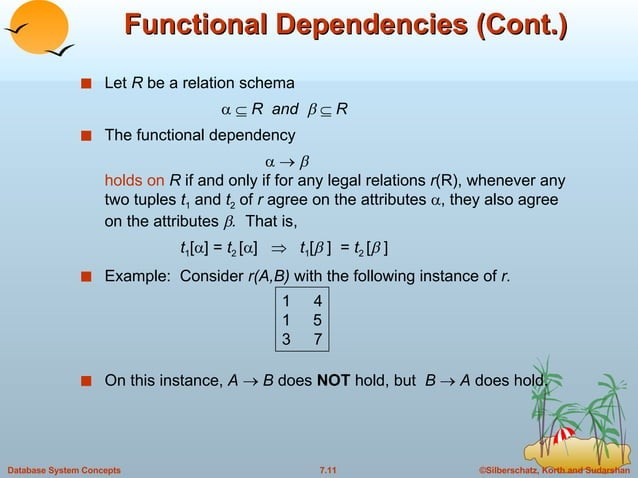 Functional Dependencies (Cont.)
Let R be a relation schema
α ⊆ R and β ⊆ R
The functional dependency
α → β
holds on R if and only if for any legal relations r(R), whenever any
two tuples t₁ and t₂ of r agree on the attributes α, they also agree
on the attributes β. That is,
t₁[α] = t₂ [α] ⇒ t₁[β ] = t₂ [β ]
Example: Consider r(A,B) with the following instance of r.
1 4
1 5
3 7
On this instance, A → B does NOT hold, but B → A does hold.
Database System Concepts 7.11 ©Silberschatz, Korth and Sudarshan